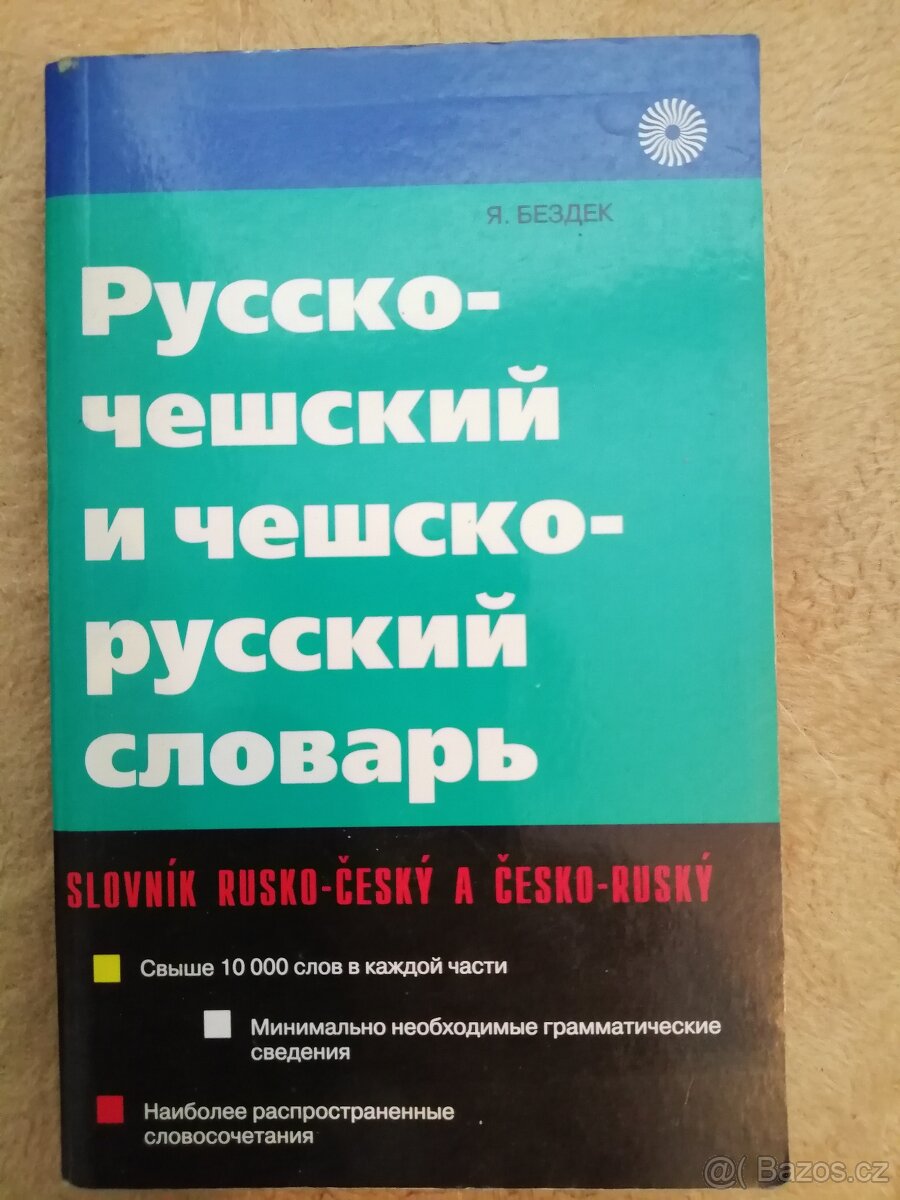 Я. БЕЗДЕК
Русско-
чешский
и чешско-
русский
словарь
SLOVNÍK RUSKO-ČESKÝ A ČESKO-RUSKÝ
Свыше 10 000 слов в каждой части
Минимально необходимые грамматические
сведения
Наиболее распространенные
словосочетания
@( Bazos.cz